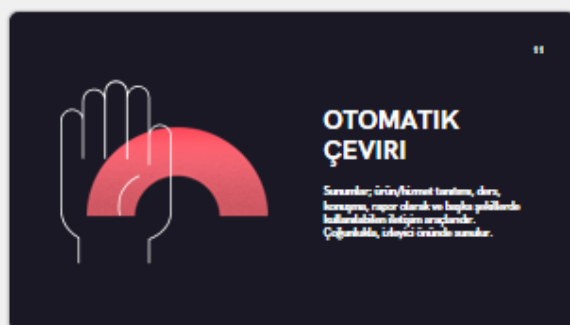 11
OTOMATIK
ÇEVIRI
Sunumlar; ürün/hizmet tanıtımı, ders,
konuşma, rapor olarak ve başka şekillerde
kullanılabilen iletişim araçlarıdır.
Çoğunlukla, izleyici önünde sunulur.